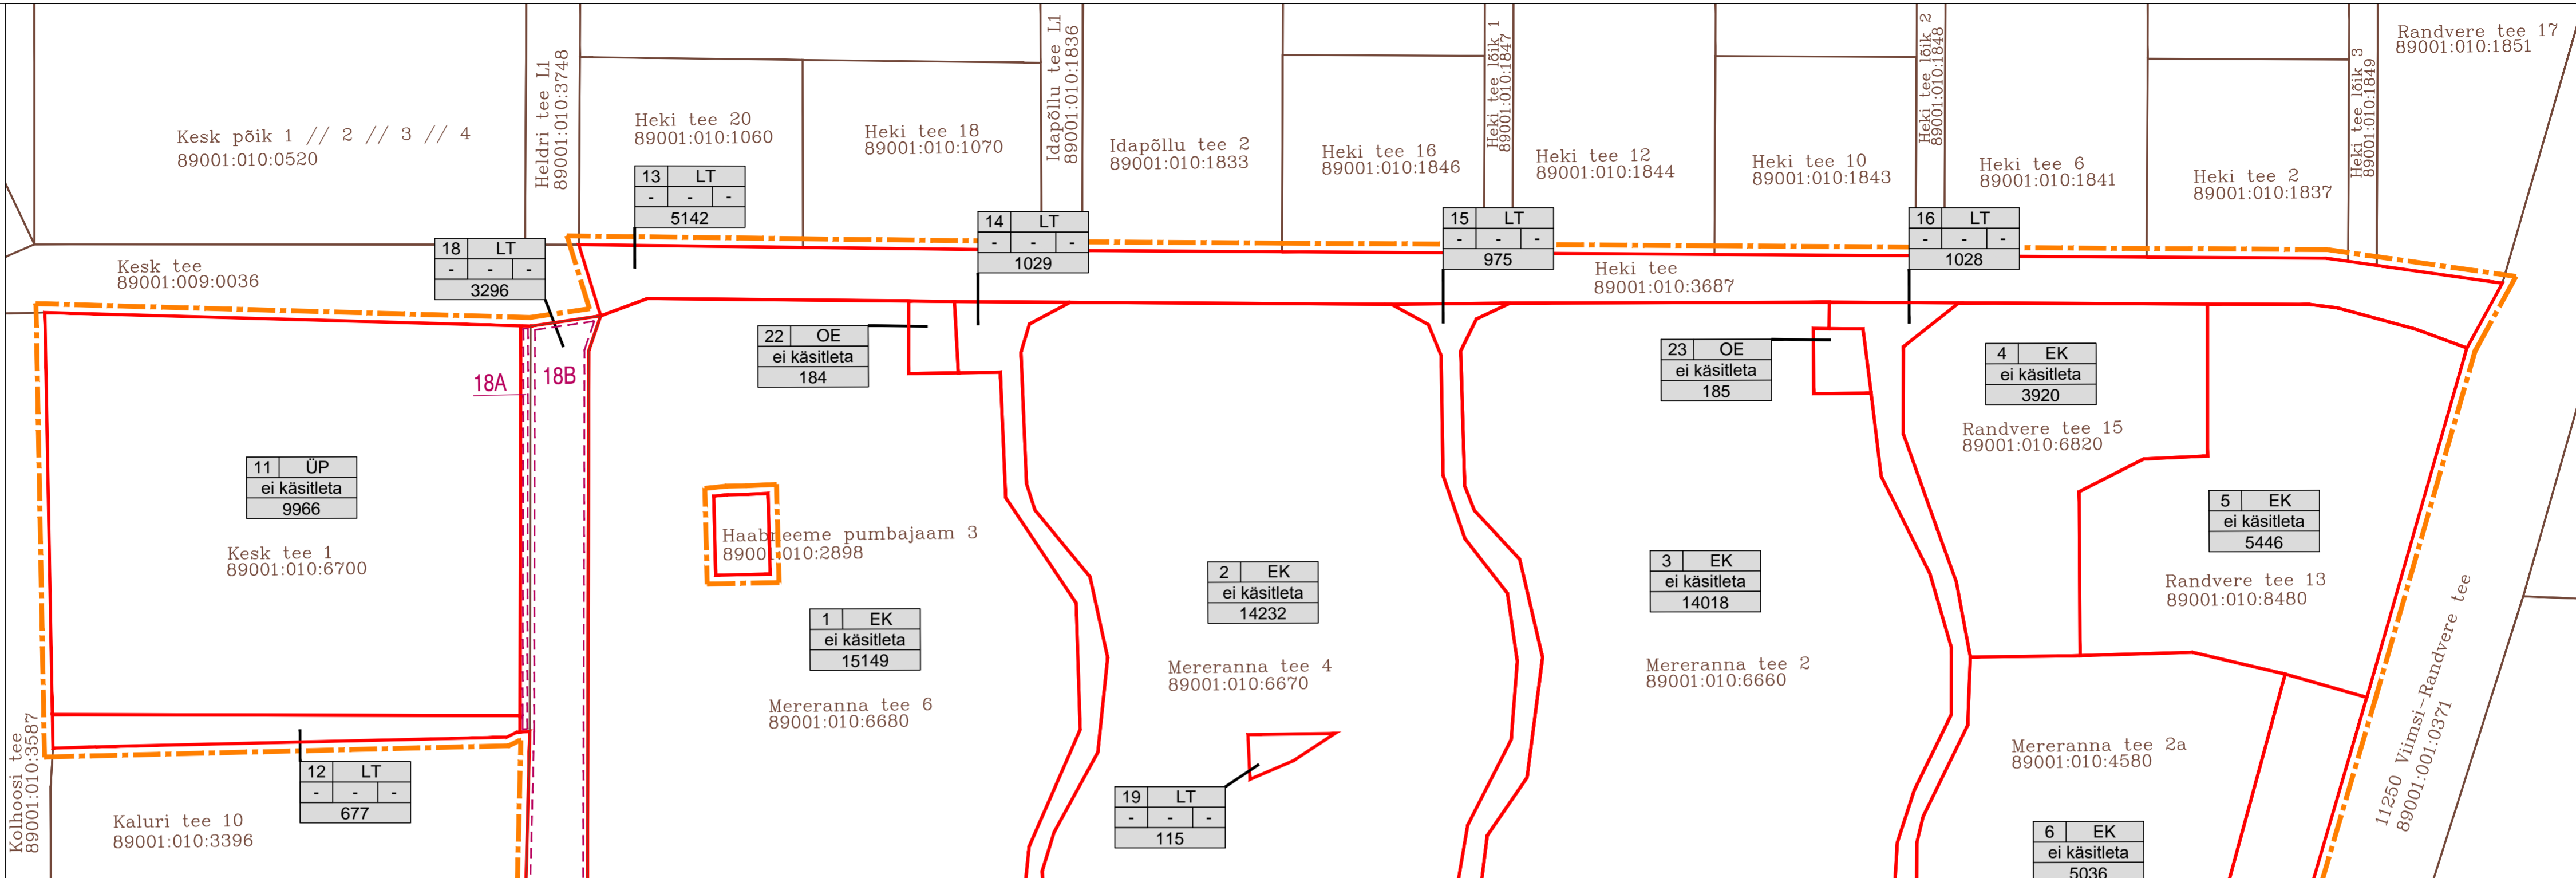 Kesk põik 1 // 2 // 3 // 4
89001:010:0520
Heldri tee L1
89001:010:3748
Heki tee 20
89001:010:1060
Heki tee 18
89001:010:1070
Idapõllu tee L1
89001:010:1836
Idapõllu tee 2
89001:010:1833
Heki tee 16
89001:010:1846
Heki tee lõik 1
89001:010:1847
Heki tee 12
89001:010:1844
Heki tee 10
89001:010:1843
Heki tee lõik 2
89001:010:1848
Heki tee 6
89001:010:1841
Heki tee 2
89001:010:1837
Heki tee lõik 3
89001:010:1849
Randvere tee 17
89001:010:1851
13 LT
- - -
5142
14 LT
- - -
1029
15 LT
- - -
975
16 LT
- - -
1028
18 LT
- - -
3296
Kesk tee
89001:009:0036
Heki tee
89001:010:3687
22 OE
ei käsitleta
184
23 OE
ei käsitleta
185
4 EK
ei käsitleta
3920
Randvere tee 15
89001:010:6820
18A
18B
11 ÜP
ei käsitleta
9966
Kesk tee 1
89001:010:6700
Haabneeme pumbajaam 3
89001:010:2898
1 EK
ei käsitleta
15149
Mereranna tee 6
89001:010:6680
2 EK
ei käsitleta
14232
Mereranna tee 4
89001:010:6670
3 EK
ei käsitleta
14018
Mereranna tee 2
89001:010:6660
5 EK
ei käsitleta
5446
Randvere tee 13
89001:010:8480
11250 Viimsi-Randvere tee
89001:001:0371
Mereranna tee 2a
89001:010:4580
6 EK
ei käsitleta
5036
19 LT
- - -
115
12 LT
- - -
677
Kaluri tee 10
89001:010:3396
Kolhoosi tee
89001:010:3587